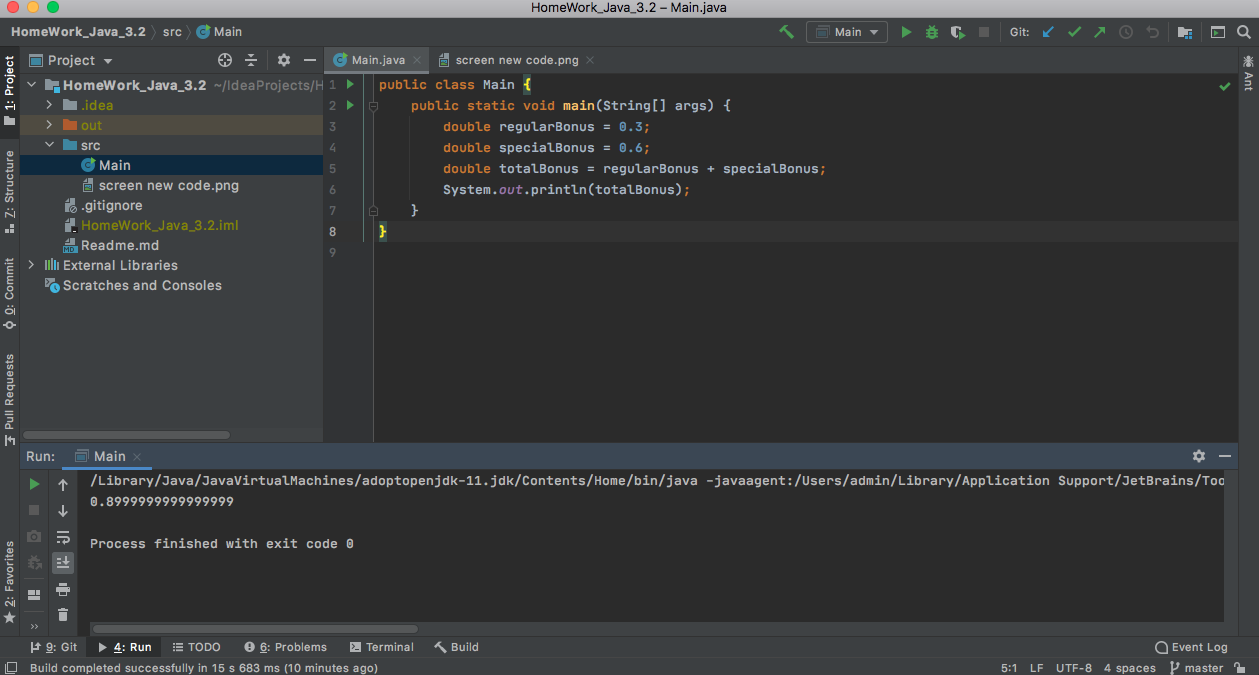 HomeWork_Java_3.2 – Main.java
HomeWork_Java_3.2 src Main
Main Git:
1: Project
Z: Structure
0: Commit
Pull Requests
2: Favorites
Project
HomeWork_Java_3.2 ~/IdeaProjects/H
.idea
out
src
Main
screen new code.png
.gitignore
HomeWork_Java_3.2.iml
Readme.md
External Libraries
Scratches and Consoles
Main.java screen new code.png
1 public class Main {
2 public static void main(String[] args) {
3 double regularBonus = 0.3;
4 double specialBonus = 0.6;
5 double totalBonus = regularBonus + specialBonus;
6 System.out.println(totalBonus);
7 }
8 }
9
Ant
Run: Main
/Library/Java/JavaVirtualMachines/adoptopenjdk-11.jdk/Contents/Home/bin/java -javaagent:/Users/admin/Library/Application Support/JetBrains/Too
0.8999999999999999
Process finished with exit code 0
9: Git 4: Run TODO 6: Problems Terminal Build Event Log
Build completed successfully in 15 s 683 ms (10 minutes ago) 5:1 LF UTF-8 4 spaces master